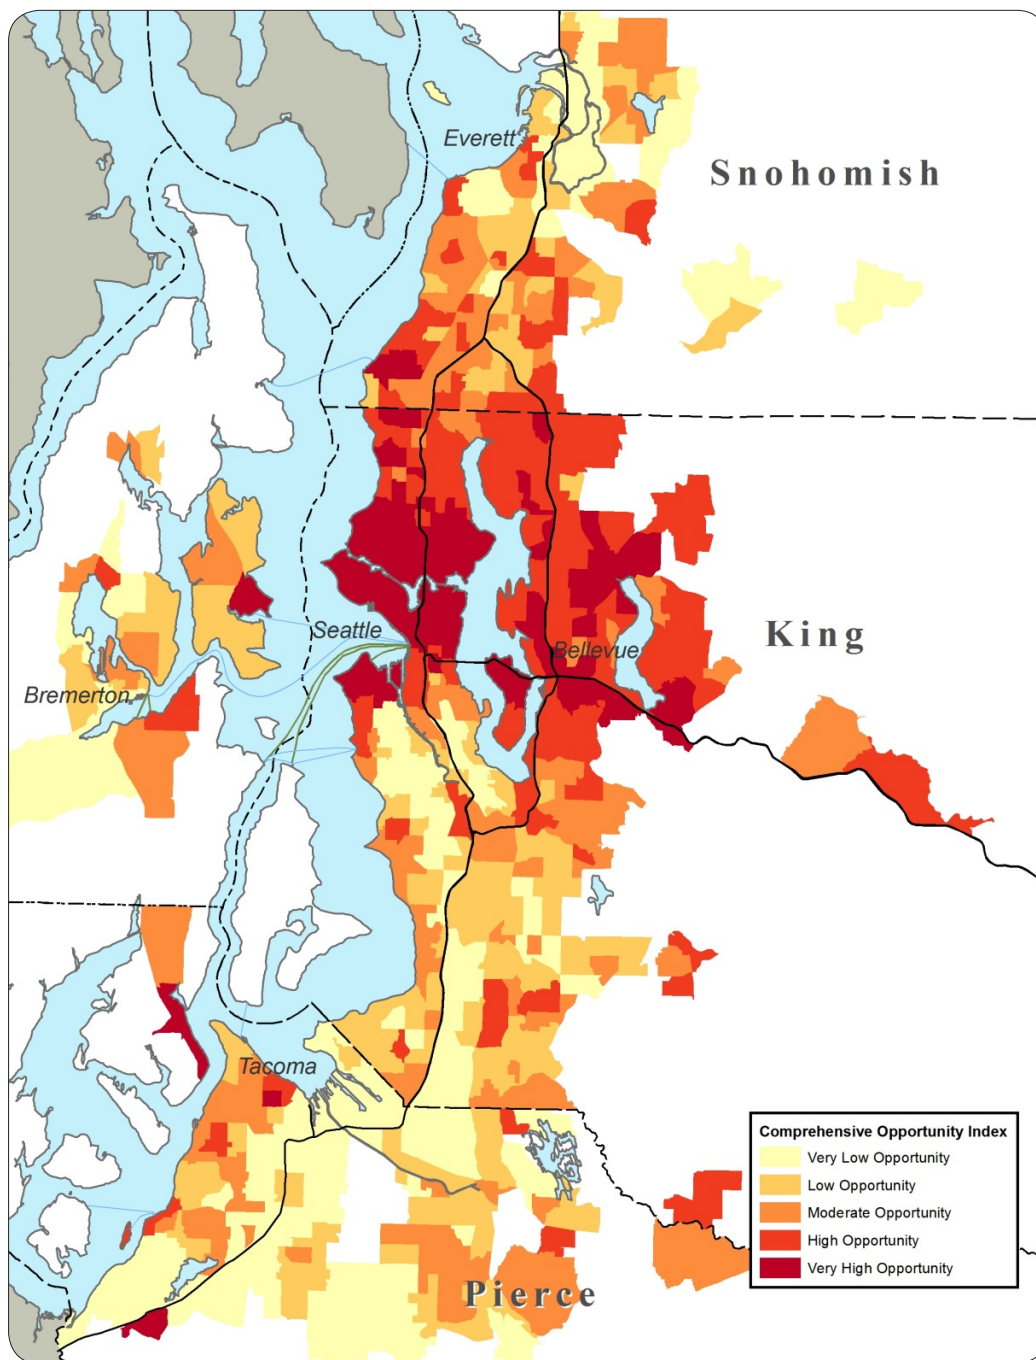 Everett
Snohomish
Seattle
King
Bellevue
Bremerton
Tacoma
Comprehensive Opportunity Index
Very Low Opportunity
Low Opportunity
Moderate Opportunity
High Opportunity
Very High Opportunity
Pierce